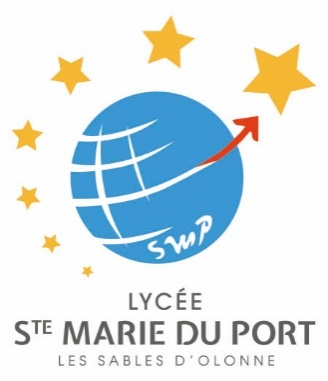 SMP
LYCÉE
STE MARIE DU PORT
LES SABLES D'OLONNE